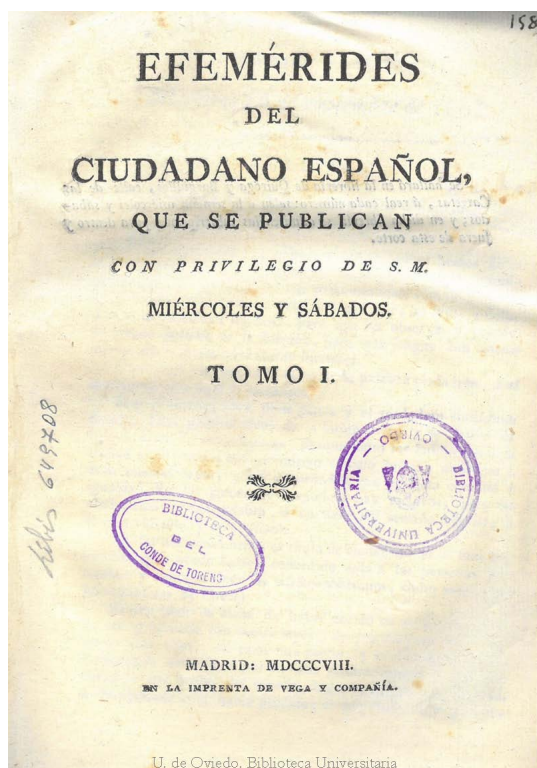 158
EFEMÉRIDES
DEL
CIUDADANO ESPAÑOL,
QUE SE PUBLICAN
CON PRIVILEGIO DE S. M.
MIÉRCOLES Y SÁBADOS.
TOMO I.
649708
BIBLIOTECA UNIVERSITARIA
OVIEDO
BIBLIOTECA
DEL
CONDE DE TORENO
MADRID: MDCCCVIII.
EN LA IMPRENTA DE VEGA Y COMPAÑÍA.
U. de Oviedo. Biblioteca Universitaria